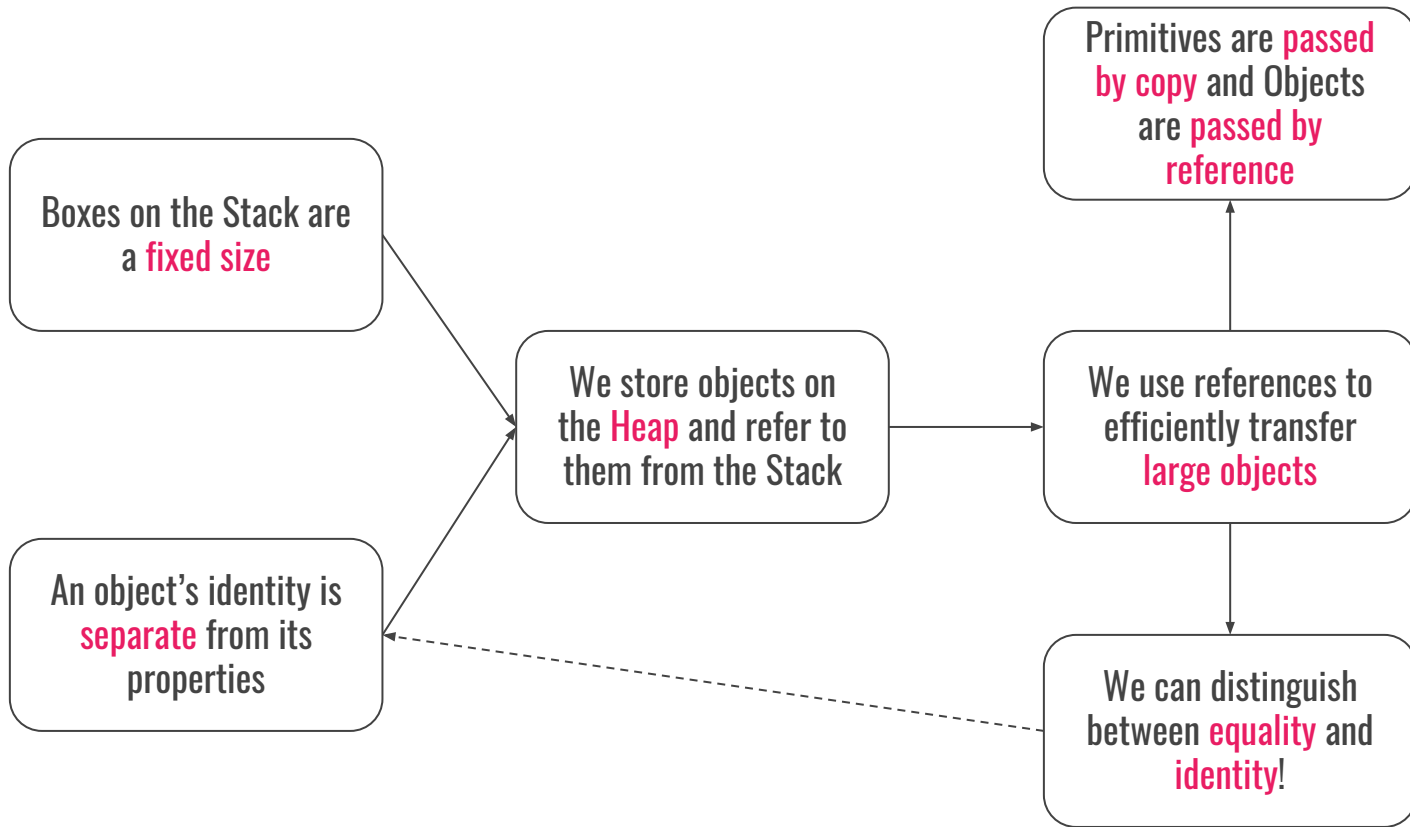 Primitives are passed
by copy and Objects
are passed by
reference
Boxes on the Stack are
a fixed size
We store objects on
the Heap and refer to
them from the Stack
We use references to
efficiently transfer
large objects
An object’s identity is
separate from its
properties
We can distinguish
between equality and
identity!